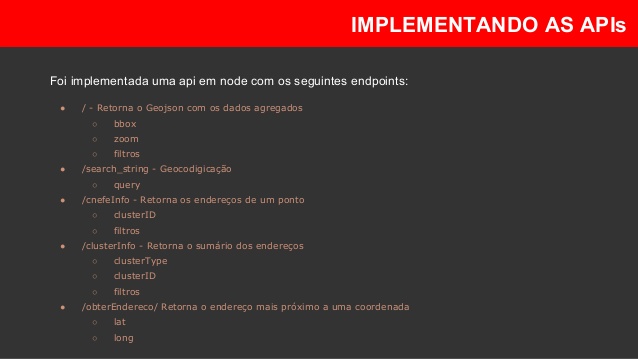 IMPLEMENTANDO AS APIs
Foi implementada uma api em node com os seguintes endpoints:
● / - Retorna o Geojson com os dados agregados
○ bbox
○ zoom
○ filtros
● /search_string - Geocodigicação
○ query
● /cnefeInfo - Retorna os endereços de um ponto
○ clusterID
○ filtros
● /clusterInfo - Retorna o sumário dos endereços
○ clusterType
○ clusterID
○ filtros
● /obterEndereco/ Retorna o endereço mais próximo a uma coordenada
○ lat
○ long